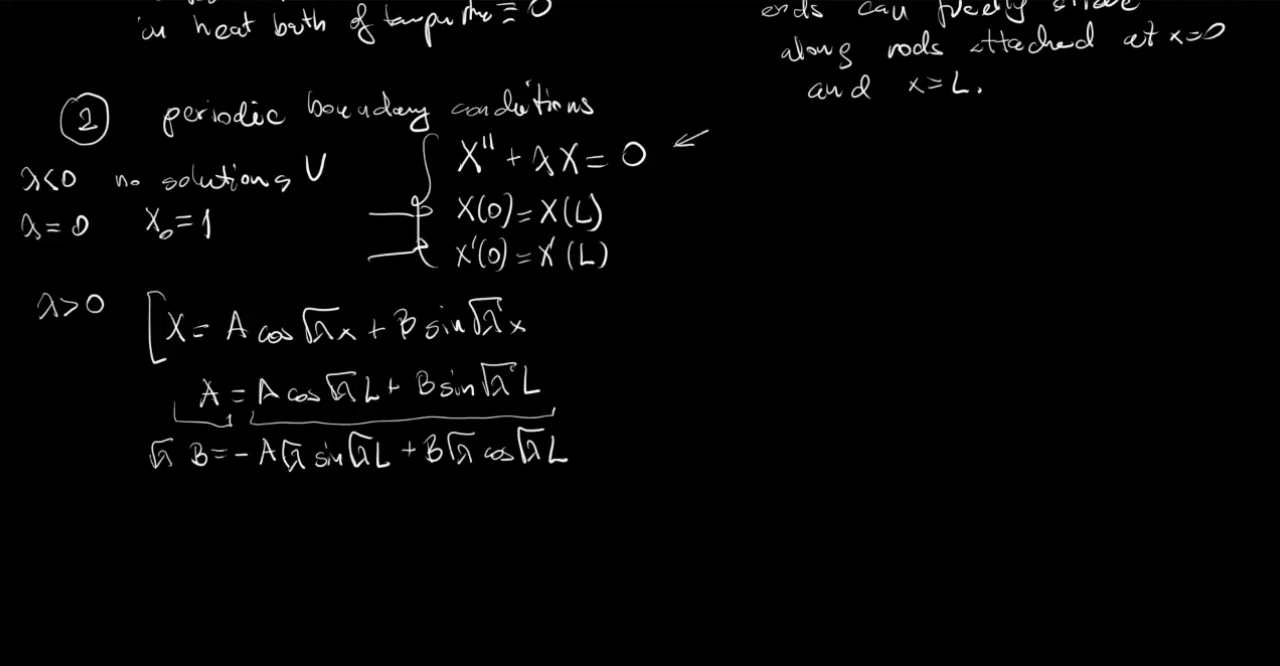 in heat bath of
≡ 0
ends can freely slide
along rods attached at x=0
and x=L.
② periodic boundary conditions
X'' + λX = 0
λ<0 no solutions
X(0) = X(L)
λ = 0 X₀ = 1
X'(0) = X'(L)
λ>0 X = A cos √λ x + B sin √λ x
A = A cos √λ L + B sin √λ L
√λ B = - A√λ sin √λ L + B√λ cos √λ L